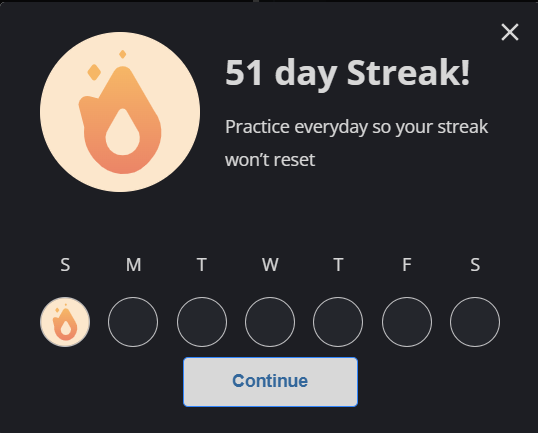 51 day Streak!
Practice everyday so your streak
won’t reset
S M T W T F S
Continue